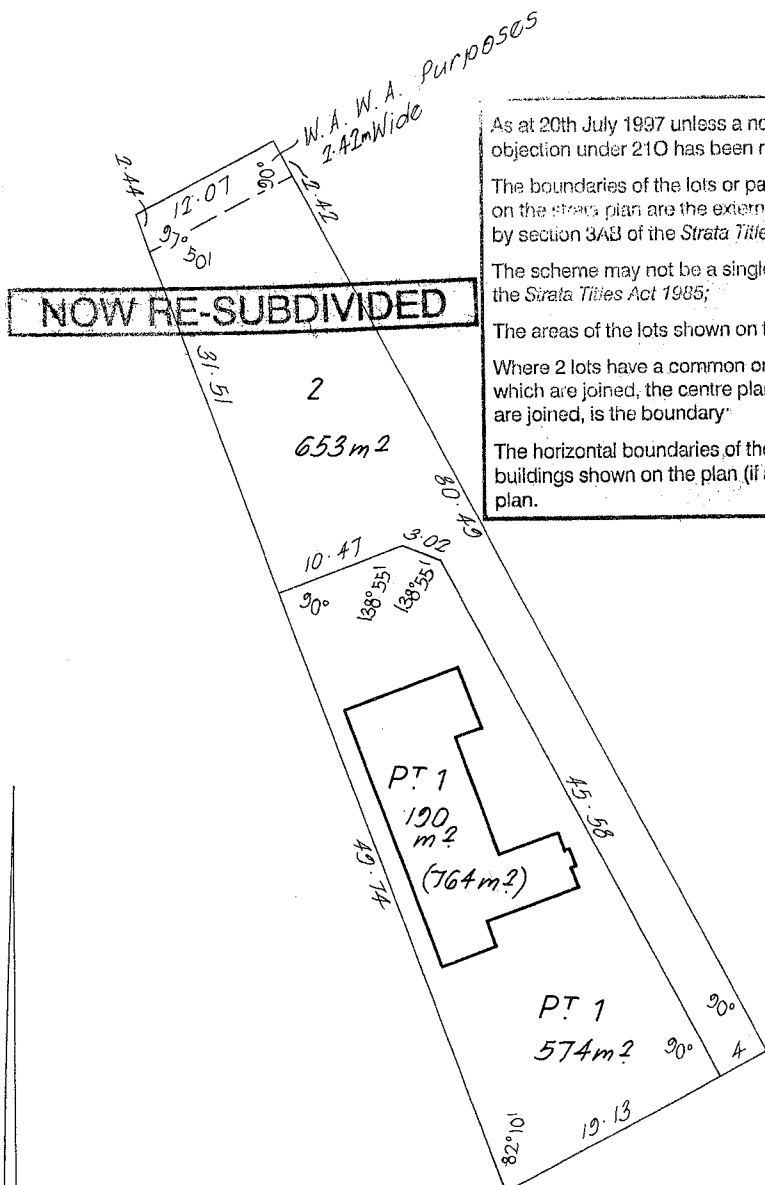 W. A. W. A. Purposes
2.42m Wide
2.44
12.07
90°
2.42
97°50'
As at 20th July 1997 unless a no
objection under 21O has been r
The boundaries of the lots or pa
on the strata plan are the extern
by section 3AB of the Strata Title
The scheme may not be a single
the Strata Titles Act 1985;
The areas of the lots shown on t
Where 2 lots have a common or
which are joined, the centre plan
are joined, is the boundary
The horizontal boundaries of the
buildings shown on the plan (if a
plan.
NOW RE-SUBDIVIDED
31.51
2
653m2
80.49
10.47
3.02
90°
138°55'
138°55'
PT 1
190
m2
(764m2)
45.58
49.74
PT 1
574m2
90°
90°
4
82°10'
19.13